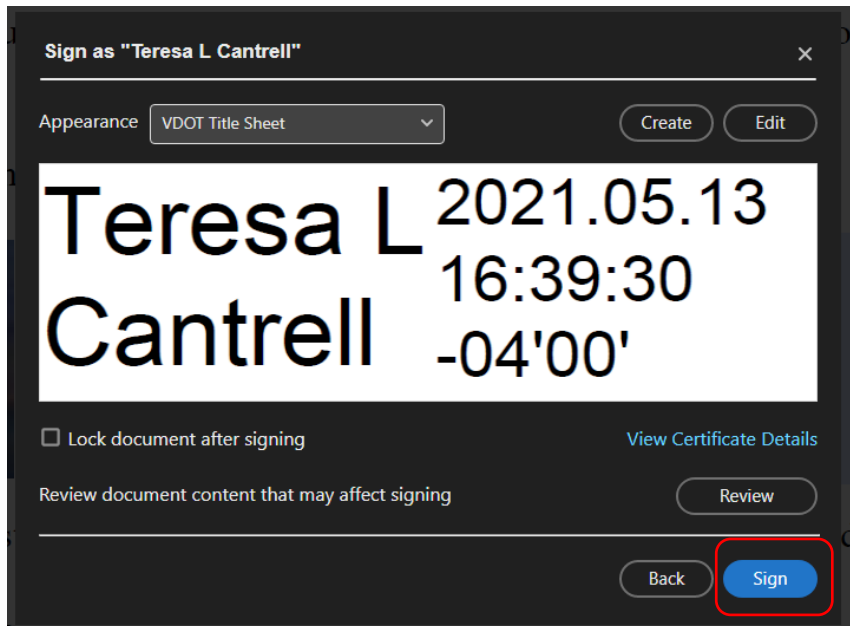 Sign as "Teresa L Cantrell"
Appearance VDOT Title Sheet Create Edit
Teresa L
Cantrell
2021.05.13
16:39:30
-04'00'
Lock document after signing View Certificate Details
Review document content that may affect signing Review
Back Sign